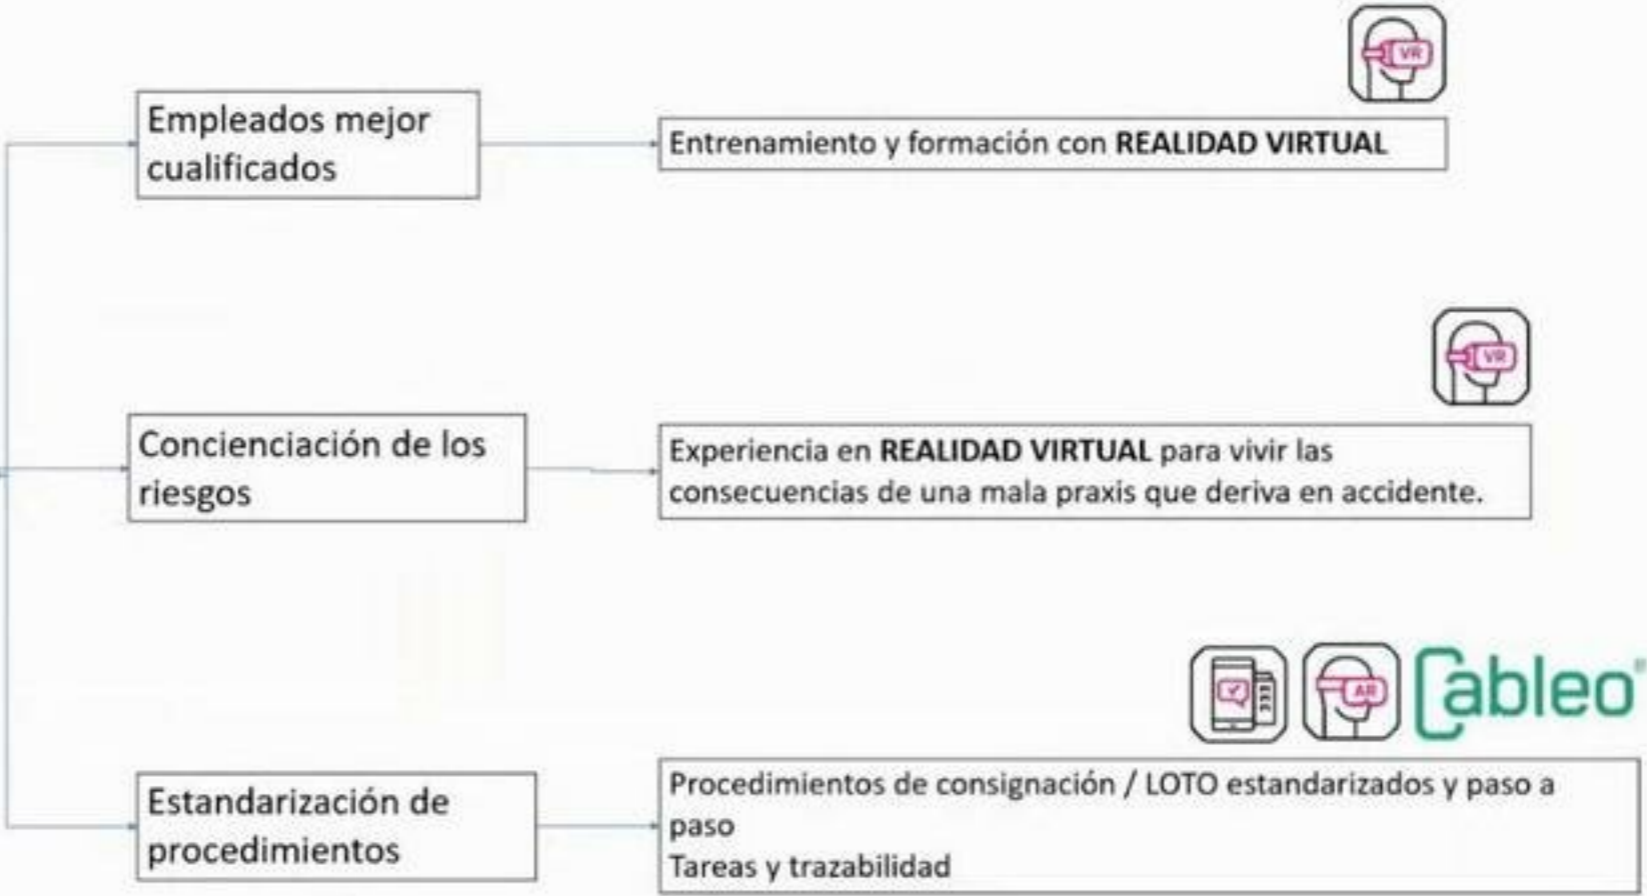 VR
Empleados mejor
cualificados
Entrenamiento y formación con REALIDAD VIRTUAL
VR
Concienciación de los
riesgos
Experiencia en REALIDAD VIRTUAL para vivir las
consecuencias de una mala praxis que deriva en accidente.
AR
Cableo®
Estandarización de
procedimientos
Procedimientos de consignación / LOTO estandarizados y paso a
paso
Tareas y trazabilidad